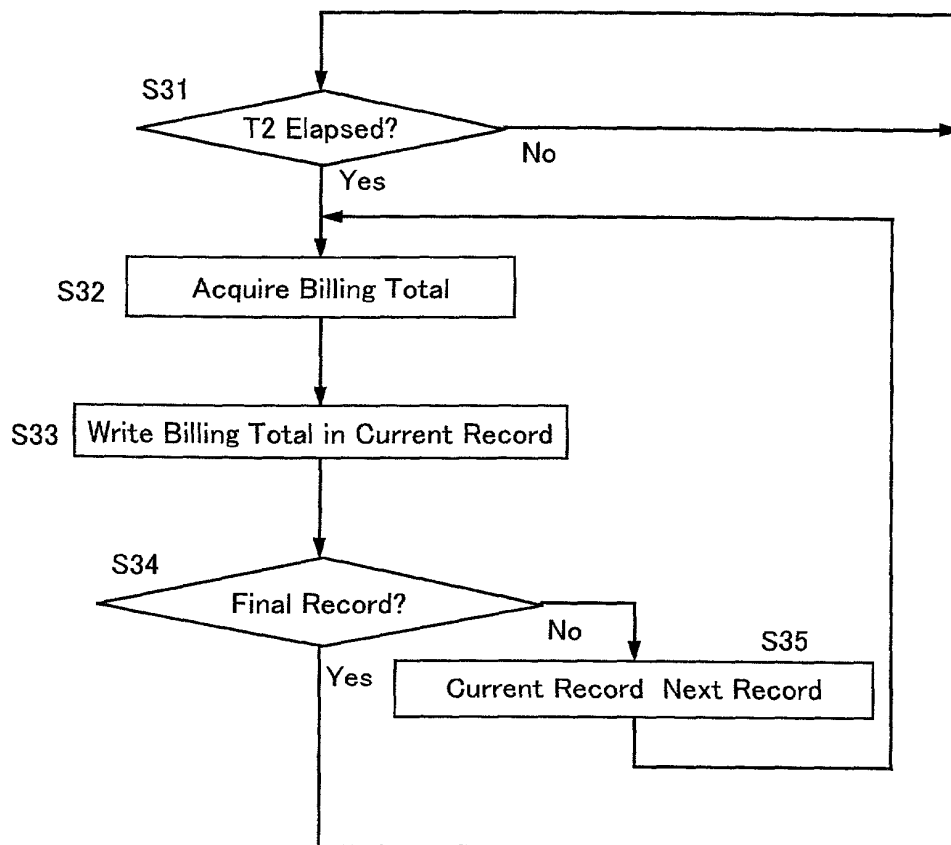 S31
T2 Elapsed?
No
Yes
S32
Acquire Billing Total
S33
Write Billing Total in Current Record
S34
Final Record?
No
S35
Yes
Current Record Next Record